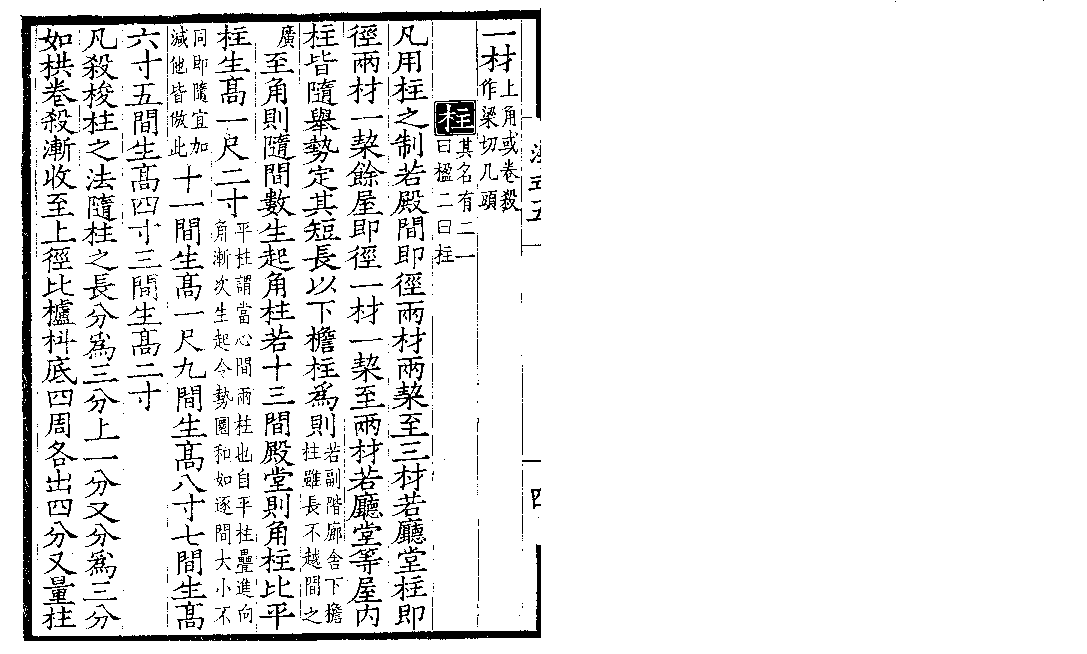 一材上角或卷殺作梁切几頭
柱其名有二一曰楹二曰柱
凡用柱之制若殿間即徑兩材兩栔至三材若廳堂柱即
徑兩材一栔餘屋即徑一材一栔至兩材若廳堂等屋内
柱皆隨舉勢定其短長以下檐柱爲則若副階廊舍下檐柱雖長不越間之
廣至角則隨間數生起角柱若十三間殿堂則角柱比平
柱生髙一尺二寸平柱謂當心間兩柱也自平柱疊進向角漸次生起令勢圜和如逐間大小不
同即隨宜加減他皆倣此十一間生髙一尺九間生髙八寸七間生髙
六寸五間生髙四寸三間生髙二寸
凡殺梭柱之法隨柱之長分爲三分上一分又分爲三分
如栱卷殺漸收至上徑比櫨枓底四周各出四分又量柱
四